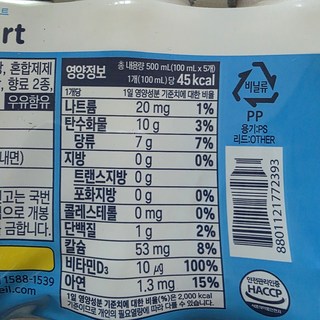 rt
혼합제제
향료 2종,
우유함유
영양정보
총 내용량 500 mL(100 mL x 5개)
1개(100 mL)당 45 kcal
1개당 1일 영양성분 기준치에 대한 비율
나트륨 20 mg 1%
탄수화물 10 g 3%
당류 7 g 7%
지방 0 g 0%
트랜스지방 0 g
포화지방 0 g 0%
콜레스테롤 0 mg 0%
단백질 1 g 2%
칼슘 53 mg 8%
비타민D₃ 10 ㎍ 100%
아연 1.3 mg 15%
1일 영양성분 기준치에 대한 비율(%)은 2,000 kcal
기준이므로 개인의 필요열량에 따라 다를 수 있습니다.
비닐류
PP
용기:PS
리드:OTHER
8801121772393
내면)
고는 국번
으로 개봉
금합니다.
1588-1539
eil.com
안전관리인증
HACCP